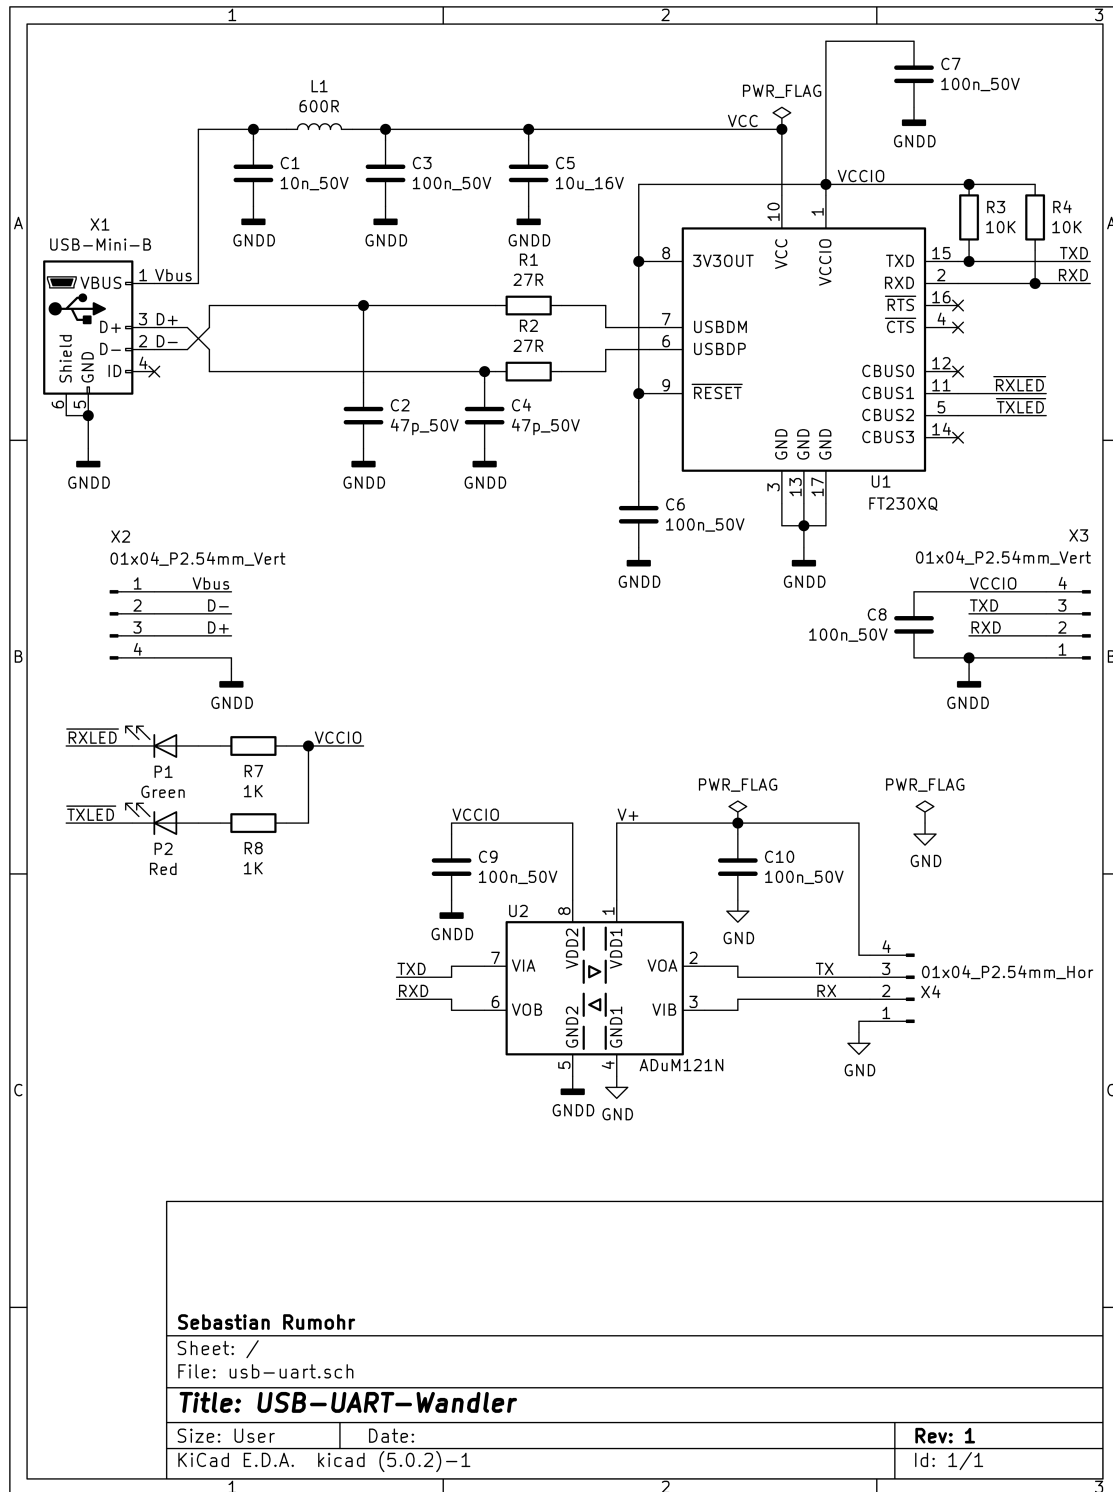 1 2 3
C7
100n_50V
GNDD
L1
600R
PWR_FLAG
VCC
C1
10n_50V
GNDD
C3
100n_50V
GNDD
C5
10u_16V
GNDD
VCCIO
R3
10K
R4
10K
A A
X1
USB-Mini-B
VBUS 1 Vbus
D+ 3 D+
D- 2 D-
ID 4
Shield
GND
6 5
GNDD
R1
27R
R2
27R
C2
47p_50V
GNDD
C4
47p_50V
GNDD
10 1
VCC VCCIO
8 3V3OUT
7 USBDM
6 USBDP
9 RESET
TXD 15 TXD
RXD 2 RXD
RTS 16
CTS 4
CBUS0 12
CBUS1 11 RXLED
CBUS2 5 TXLED
CBUS3 14
GND GND GND
3 13 17
U1
FT230XQ
GNDD
C6
100n_50V
GNDD
X2
01x04_P2.54mm_Vert
1 Vbus
2 D-
3 D+
4
GNDD
X3
01x04_P2.54mm_Vert
VCCIO 4
TXD 3
RXD 2
1
C8
100n_50V
GNDD
B B
RXLED
P1
Green
R7
1K
VCCIO
TXLED
P2
Red
R8
1K
VCCIO
C9
100n_50V
GNDD
V+
PWR_FLAG
C10
100n_50V
GND
PWR_FLAG
GND
U2
8 1
VDD2 VDD1
TXD 7 VIA
RXD 6 VOB
VOA 2 TX 3
VIB 3 RX 2
GND2 GND1
5 4
GNDD GND
ADuM121N
4
1
01x04_P2.54mm_Hor
X4
GND
C C
Sebastian Rumohr
Sheet: /
File: usb-uart.sch
Title: USB-UART-Wandler
Size: User Date: Rev: 1
KiCad E.D.A. kicad (5.0.2)-1 Id: 1/1
1 2 3